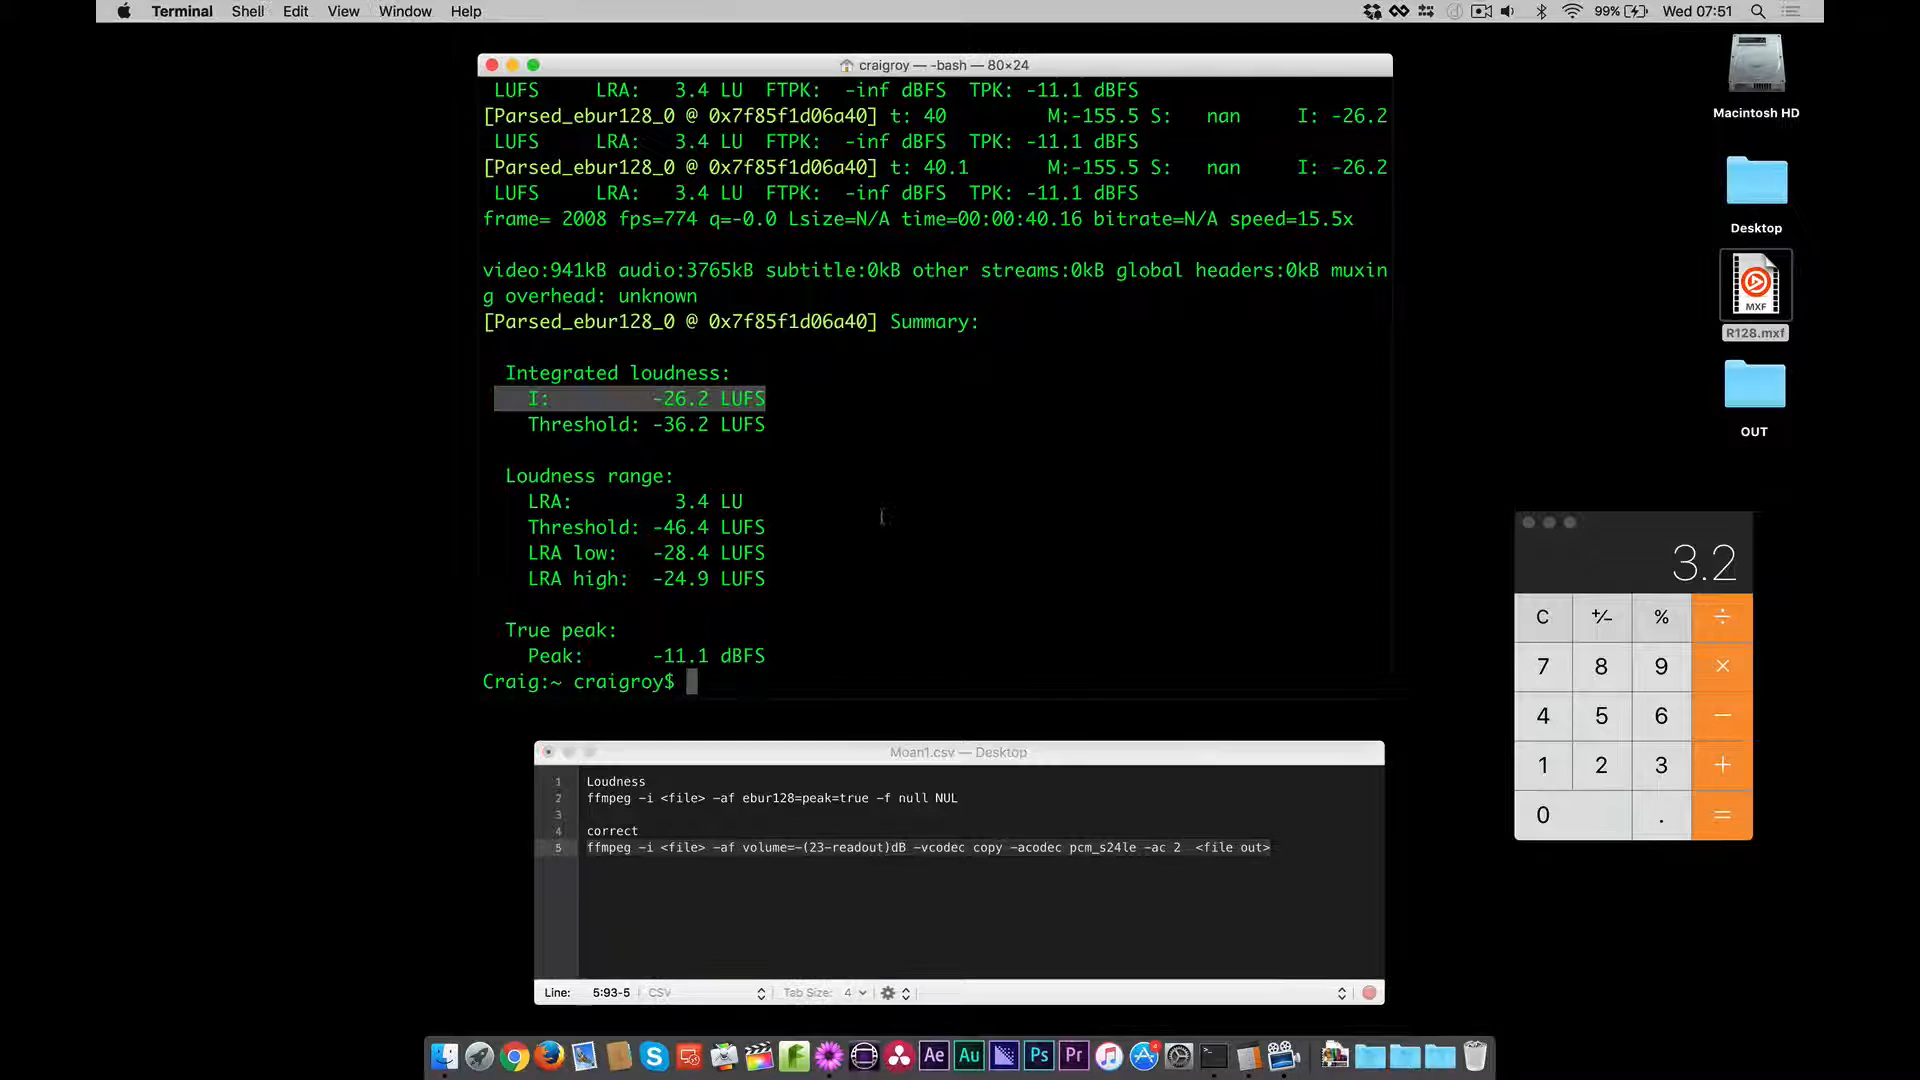 Terminal Shell Edit View Window Help 99% Wed 07:51
craigroy — -bash — 80×24
LUFS LRA: 3.4 LU FTPK: -inf dBFS TPK: -11.1 dBFS
[Parsed_ebur128_0 @ 0x7f85f1d06a40] t: 40 M:-155.5 S: nan I: -26.2
LUFS LRA: 3.4 LU FTPK: -inf dBFS TPK: -11.1 dBFS
[Parsed_ebur128_0 @ 0x7f85f1d06a40] t: 40.1 M:-155.5 S: nan I: -26.2
LUFS LRA: 3.4 LU FTPK: -inf dBFS TPK: -11.1 dBFS
frame= 2008 fps=774 q=-0.0 Lsize=N/A time=00:00:40.16 bitrate=N/A speed=15.5x
video:941kB audio:3765kB subtitle:0kB other streams:0kB global headers:0kB muxin
g overhead: unknown
[Parsed_ebur128_0 @ 0x7f85f1d06a40] Summary:
Integrated loudness:
I: -26.2 LUFS
Threshold: -36.2 LUFS
Loudness range:
LRA: 3.4 LU
Threshold: -46.4 LUFS
LRA low: -28.4 LUFS
LRA high: -24.9 LUFS
True peak:
Peak: -11.1 dBFS
Craig:~ craigroy$
Macintosh HD
Desktop
MXF
R128.mxf
OUT
3.2
C +/- % ÷
7 8 9 ×
4 5 6 −
1 2 3 +
0 . =
Moan1.csv — Desktop
1 Loudness
2 ffmpeg -i <file> -af ebur128=peak=true -f null NUL
3
4 correct
5 ffmpeg -i <file> -af volume=-(23-readout)dB -vcodec copy -acodec pcm_s24le -ac 2 <file out>
Line: 5:93-5 CSV Tab Size: 4
Ae Au Ps Pr